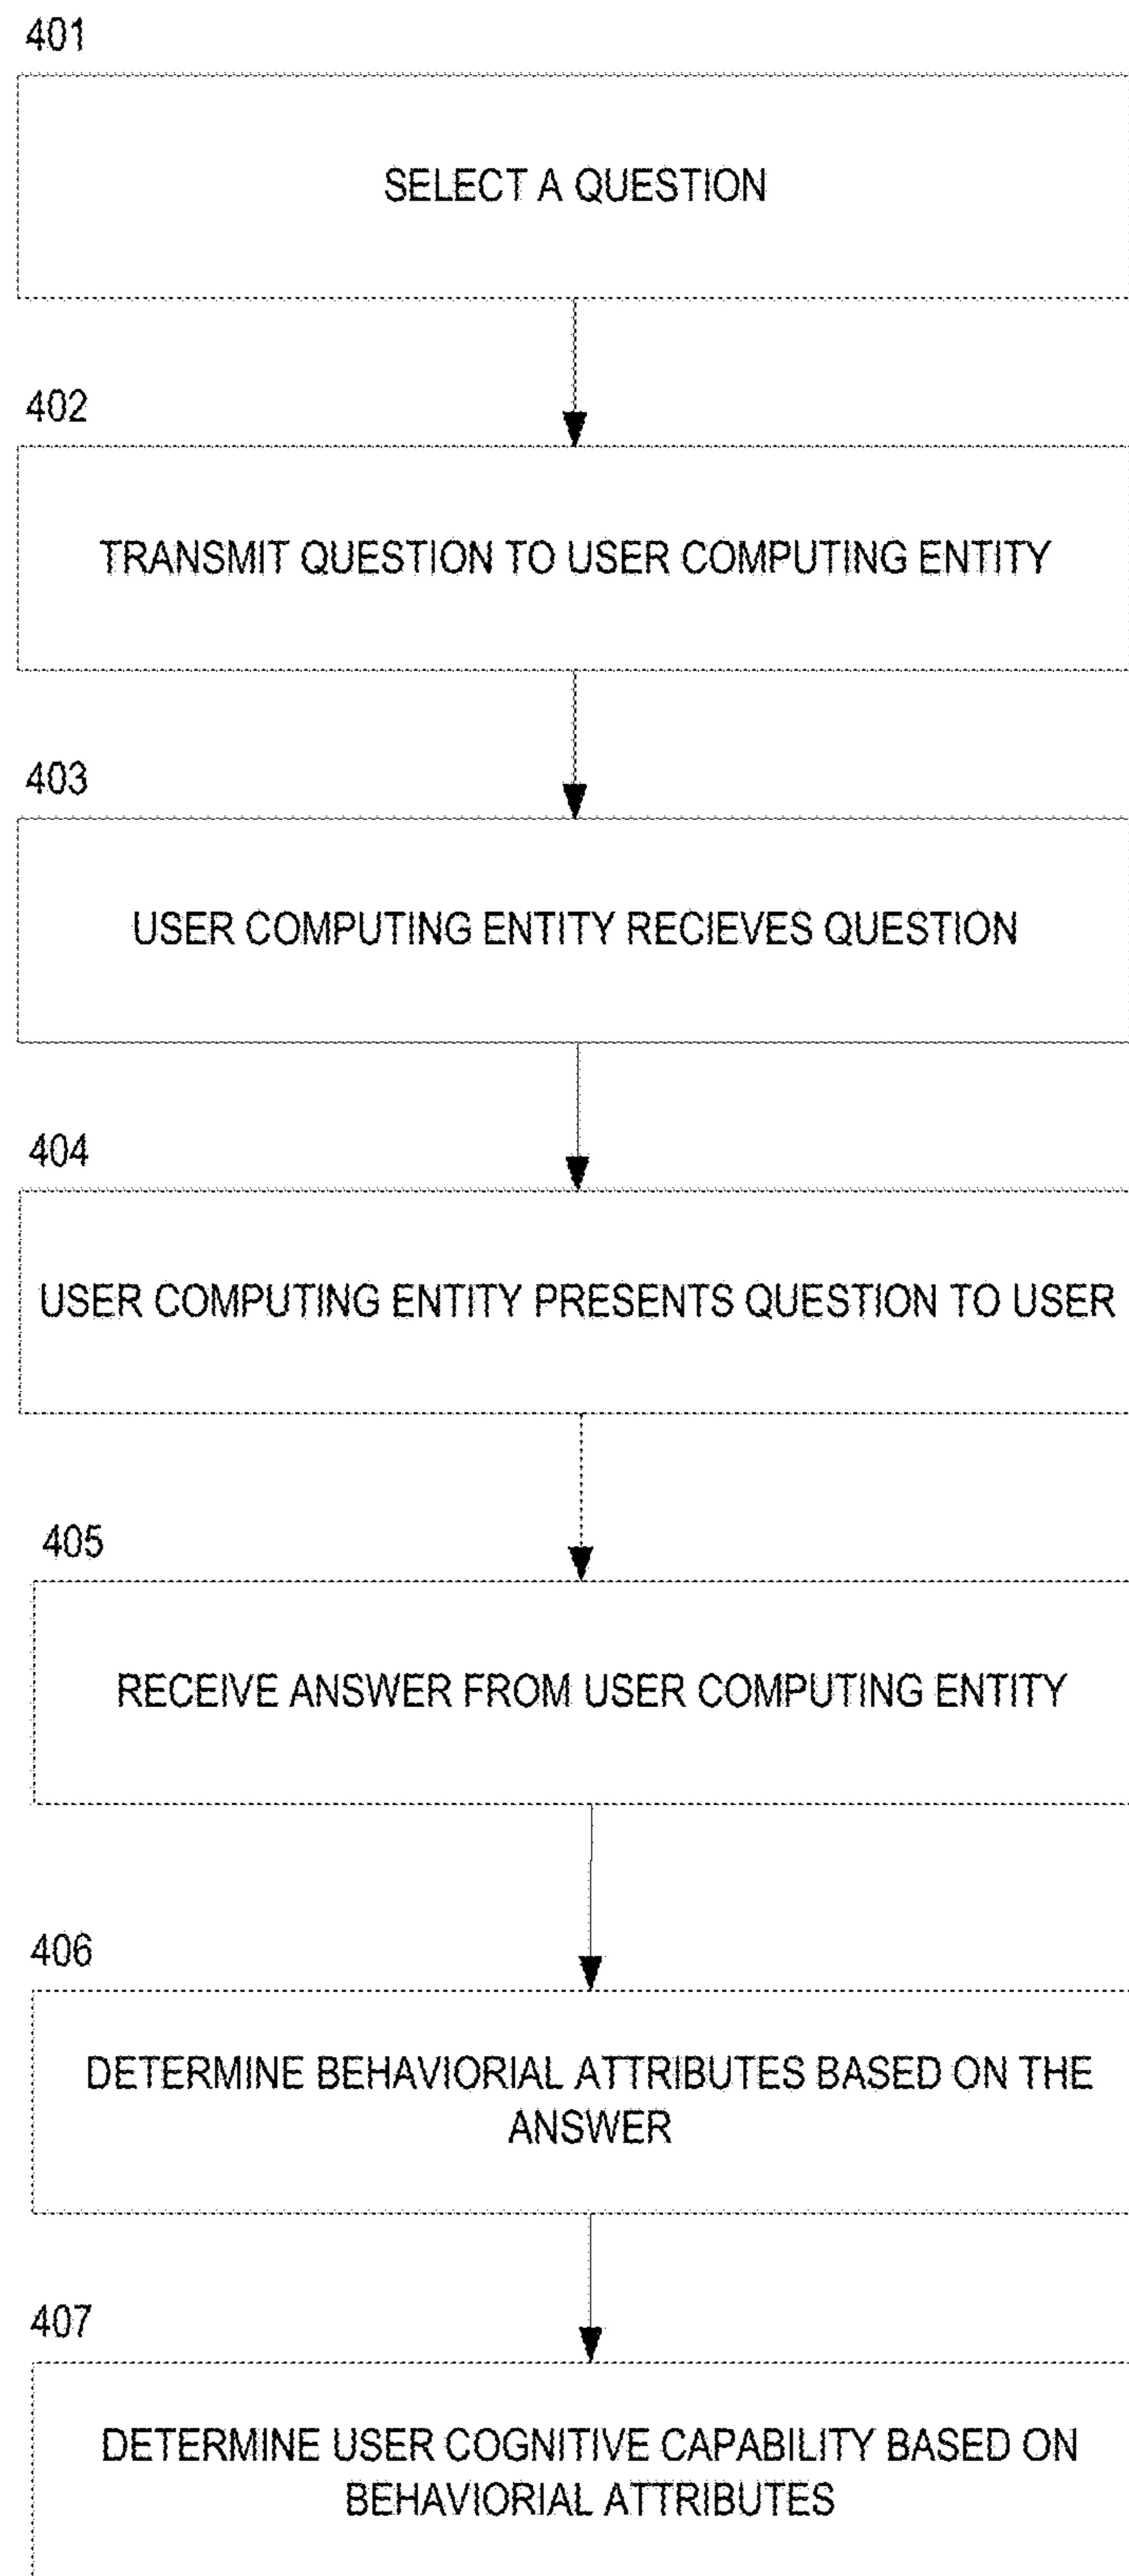 401
SELECT A QUESTION
402
TRANSMIT QUESTION TO USER COMPUTING ENTITY
403
USER COMPUTING ENTITY RECIEVES QUESTION
404
USER COMPUTING ENTITY PRESENTS QUESTION TO USER
405
RECEIVE ANSWER FROM USER COMPUTING ENTITY
406
DETERMINE BEHAVIORIAL ATTRIBUTES BASED ON THE
ANSWER
407
DETERMINE USER COGNITIVE CAPABILITY BASED ON
BEHAVIORIAL ATTRIBUTES